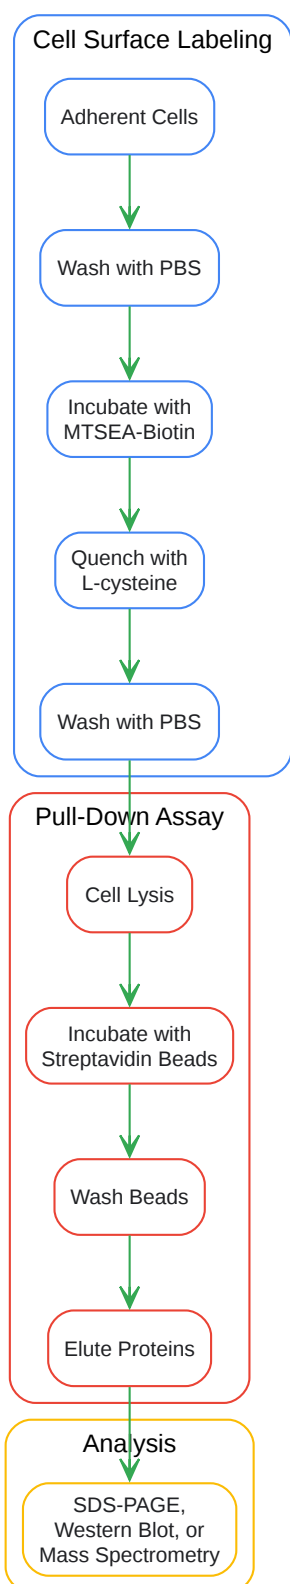 Cell Surface Labeling
Adherent Cells
Wash with PBS
Incubate with
MTSEA-Biotin
Quench with
L-cysteine
Wash with PBS
Pull-Down Assay
Cell Lysis
Incubate with
Streptavidin Beads
Wash Beads
Elute Proteins
Analysis
SDS-PAGE,
Western Blot, or
Mass Spectrometry